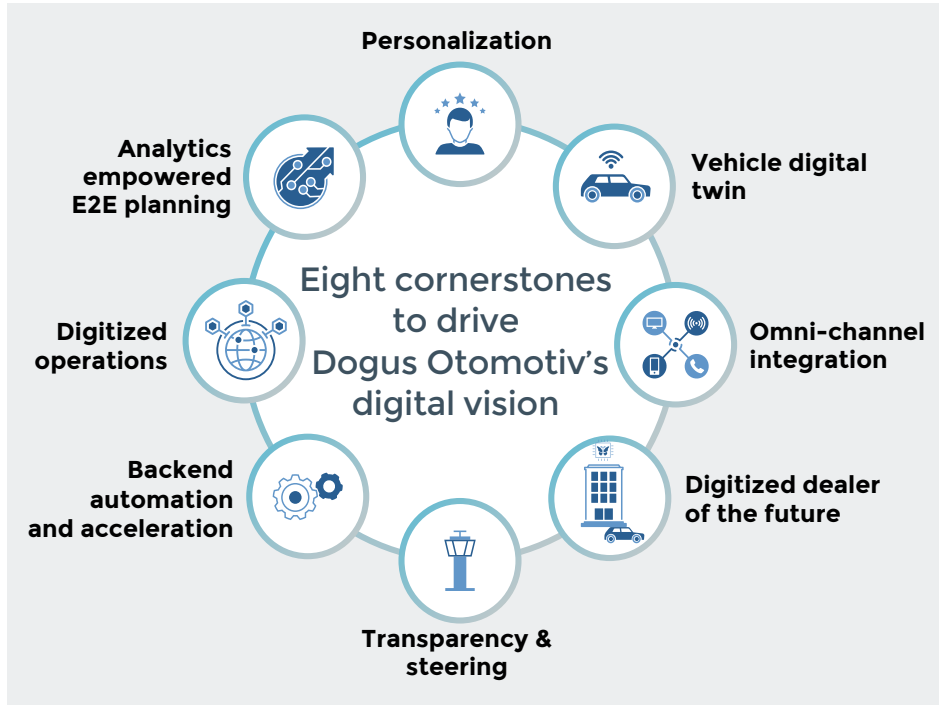 Personalization
Vehicle digital
twin
Omni-channel
integration
Digitized dealer
of the future
Transparency &
steering
Backend
automation
and acceleration
Digitized
operations
Analytics
empowered
E2E planning
Eight cornerstones
to drive
Dogus Otomotiv’s
digital vision